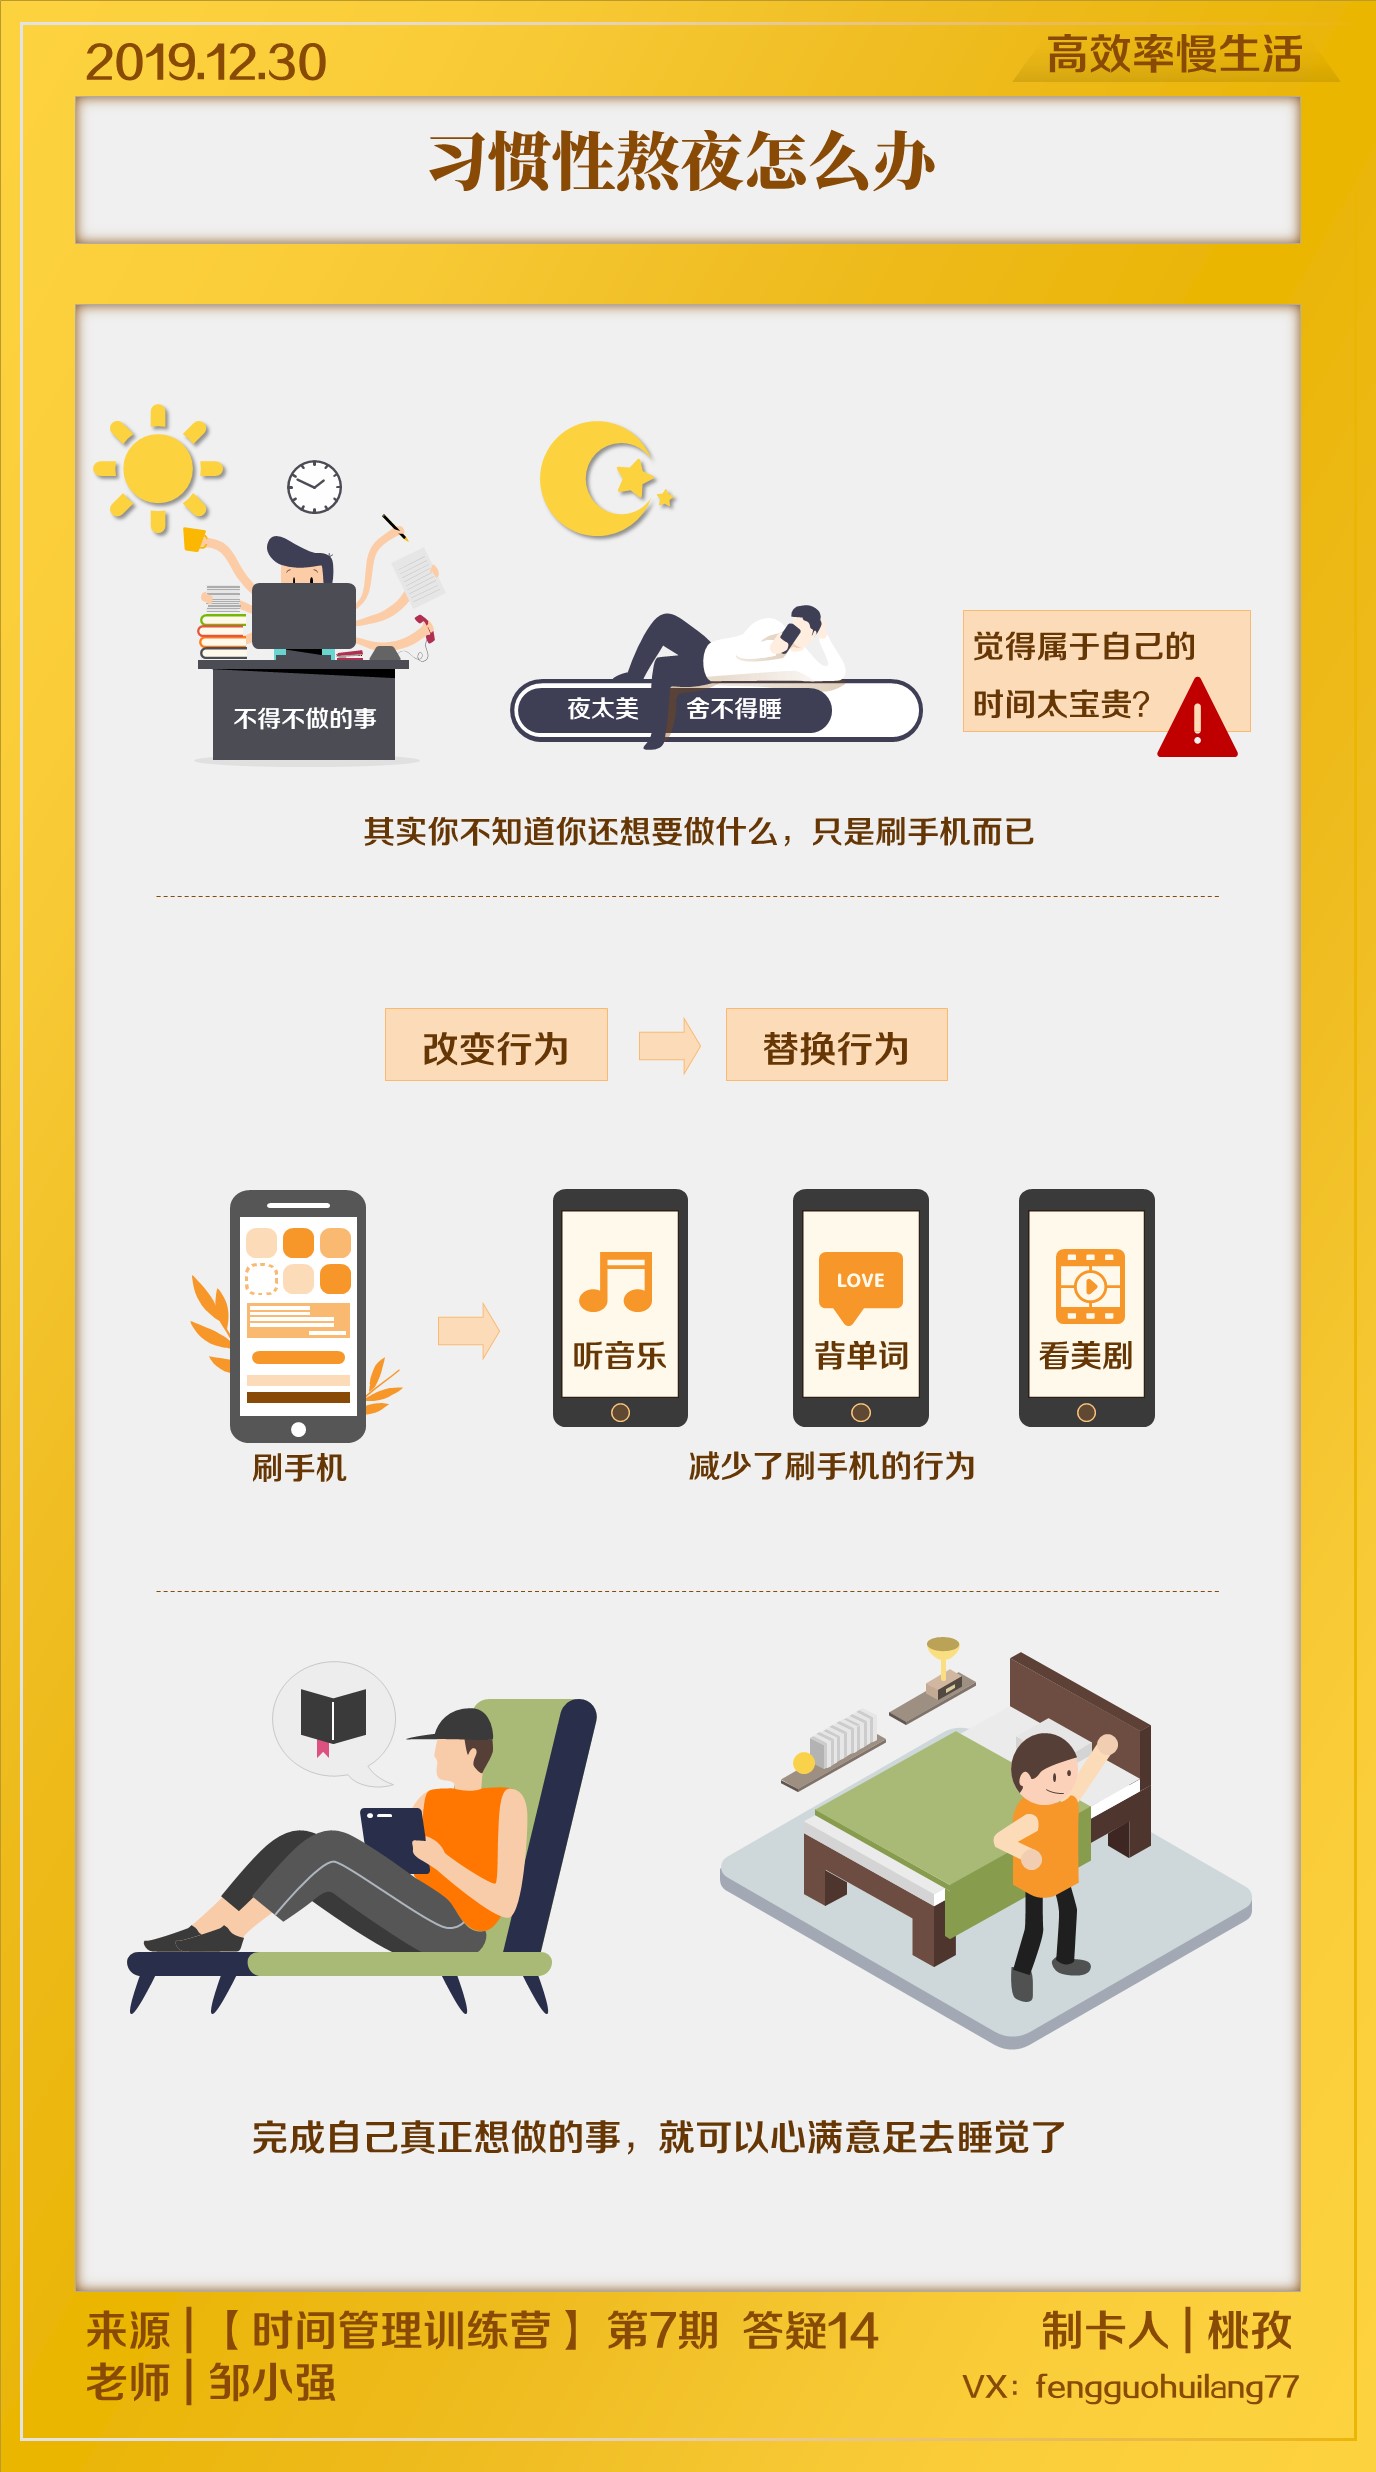 2019.12.30
高效率慢生活
习惯性熬夜怎么办
不得不做的事
夜太美 舍不得睡
觉得属于自己的
时间太宝贵?
其实你不知道你还想要做什么，只是刷手机而已
改变行为
替换行为
LOVE
听音乐
背单词
看美剧
刷手机
减少了刷手机的行为
完成自己真正想做的事，就可以心满意足去睡觉了
来源|【时间管理训练营】第7期 答疑14
制卡人|桃孜
老师|邹小强
VX：fengguohuilang77